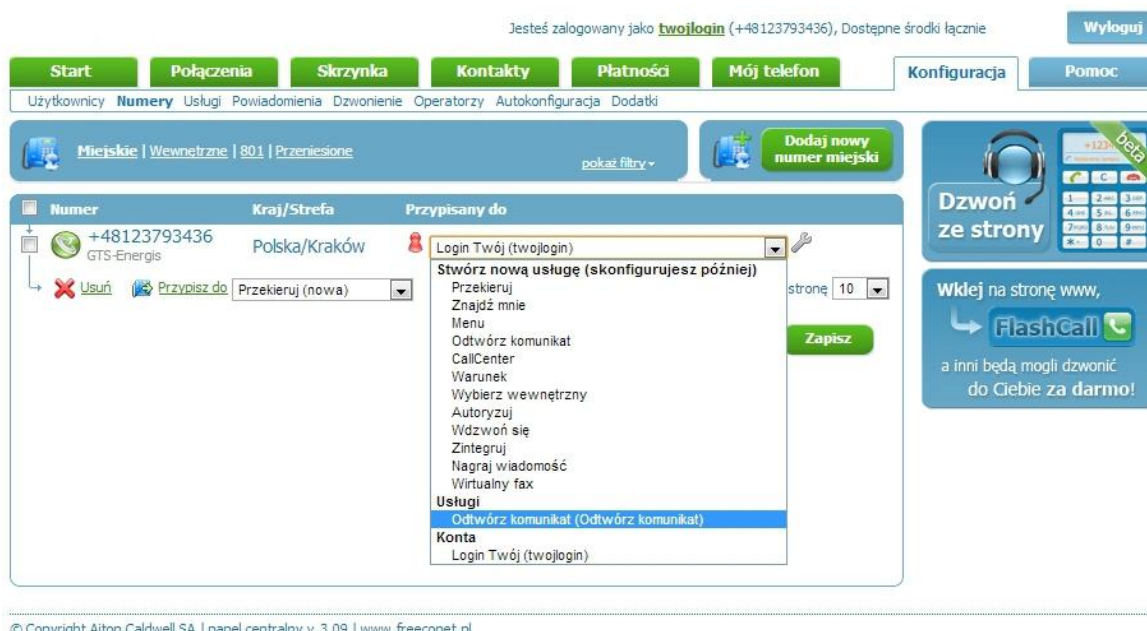 Jesteś zalogowany jako twojlogin (+48123793436), Dostępne środki łącznie
Wyloguj
Start Połączenia Skrzynka Kontakty Płatności Mój telefon Konfiguracja Pomoc
Użytkownicy Numery Usługi Powiadomienia Dzwonienie Operatorzy Autokonfiguracja Dodatki
Miejskie | Wewnętrzne | 801 | Przeniesione
pokaż filtry
Dodaj nowy
numer miejski
beta
Dzwoń
ze strony
Numer Kraj/Strefa Przypisany do
+48123793436
GTS-Energis
Polska/Kraków
Login Twój (twojlogin)
Usuń Przypisz do Przekieruj (nowa)
stronę 10
Zapisz
Stwórz nową usługę (skonfigurujesz później)
Przekieruj
Znajdź mnie
Menu
Odtwórz komunikat
CallCenter
Warunek
Wybierz wewnętrzny
Autoryzuj
Wdzwoń się
Zintegruj
Nagraj wiadomość
Wirtualny fax
Usługi
Odtwórz komunikat (Odtwórz komunikat)
Konta
Login Twój (twojlogin)
Wklej na stronę www,
FlashCall
a inni będą mogli dzwonić
do Ciebie za darmo!
© Copyright Aiton Caldwell SA | panel centralny v. 3.09 | www.freeconet.pl